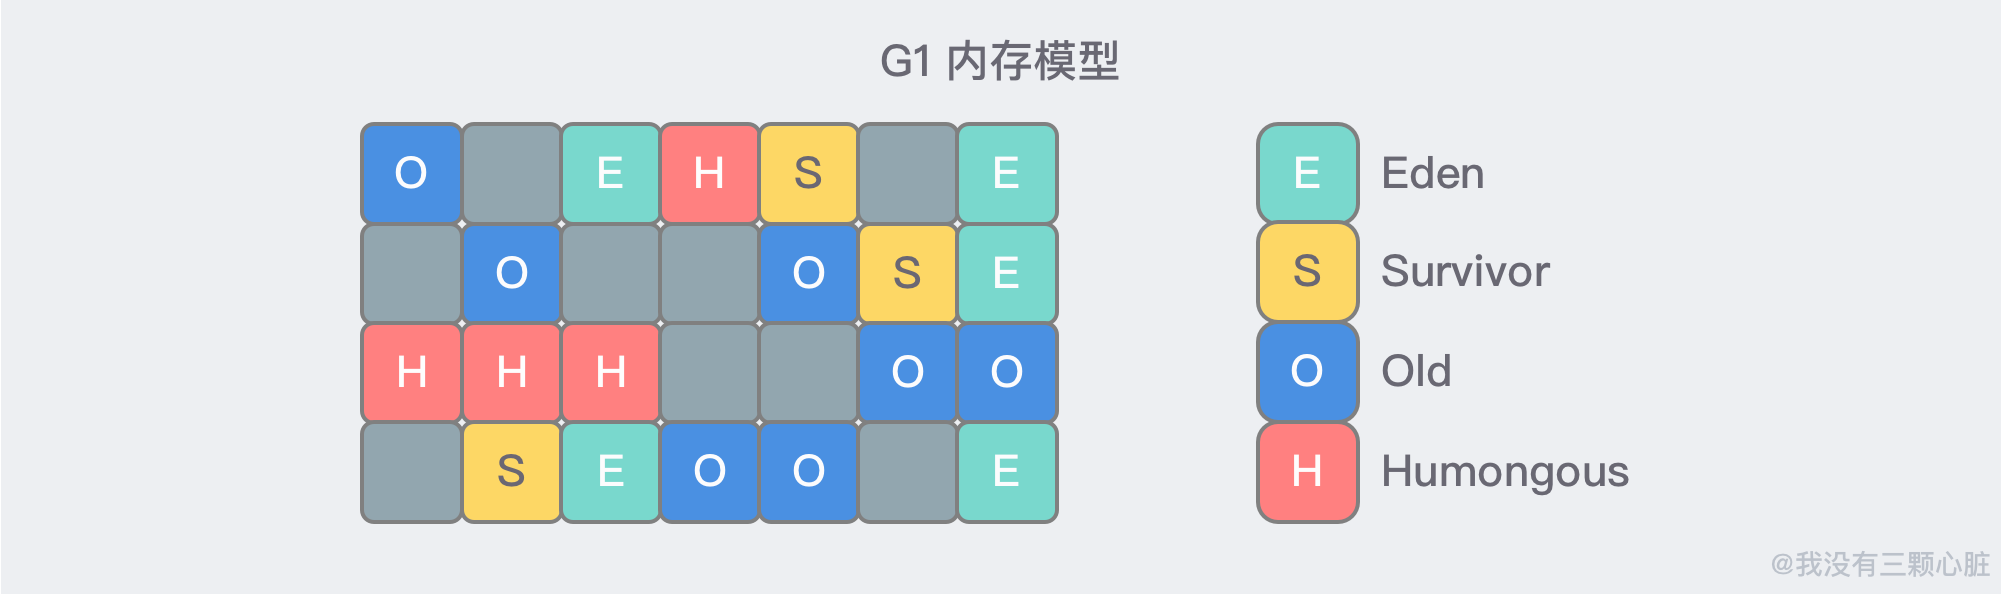 G1 内存模型
O E H S E
O O S E
H H H O O
S E O O E
E Eden
S Survivor
O Old
H Humongous
@我没有三颗心脏